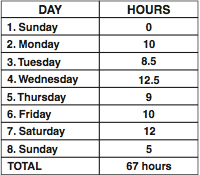 DAY HOURS
1. Sunday 0
2. Monday 10
3. Tuesday 8.5
4. Wednesday 12.5
5. Thursday 9
6. Friday 10
7. Saturday 12
8. Sunday 5
TOTAL 67 hours